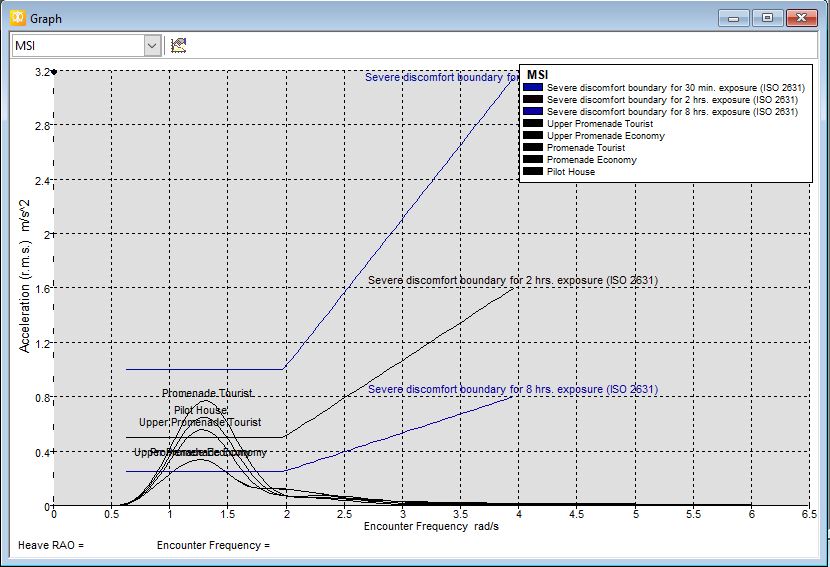 Graph
MSI
MSI
Severe discomfort boundary for 30 min. exposure (ISO 2631)
Severe discomfort boundary for 2 hrs. exposure (ISO 2631)
Severe discomfort boundary for 8 hrs. exposure (ISO 2631)
Upper Promenade Tourist
Upper Promenade Economy
Promenade Tourist
Promenade Economy
Pilot House
Severe discomfort boundary for
Severe discomfort boundary for 2 hrs. exposure (ISO 2631)
Severe discomfort boundary for 8 hrs. exposure (ISO 2631)
Promenade Tourist
Pilot House
Upper Promenade Tourist
Economy
3.2
2.8
2.4
2
1.6
1.2
0.8
0.4
0
Acceleration (r.m.s.) m/s^2
0 0.5 1 1.5 2 2.5 3 3.5 4 4.5 5 5.5 6 6.5
Encounter Frequency rad/s
Heave RAO = Encounter Frequency =